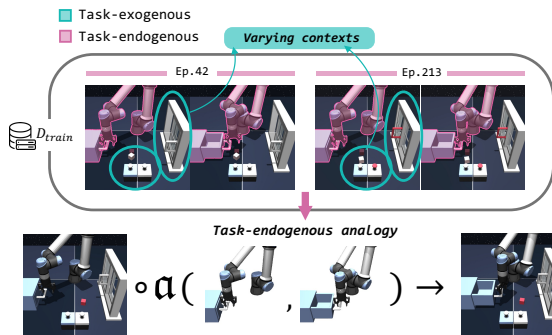 Task-exogenous
Task-endogenous
Varying contexts
Ep.42
Ep.213
D_train
Task-endogenous analogy
∘ 𝔞 ( , ) →